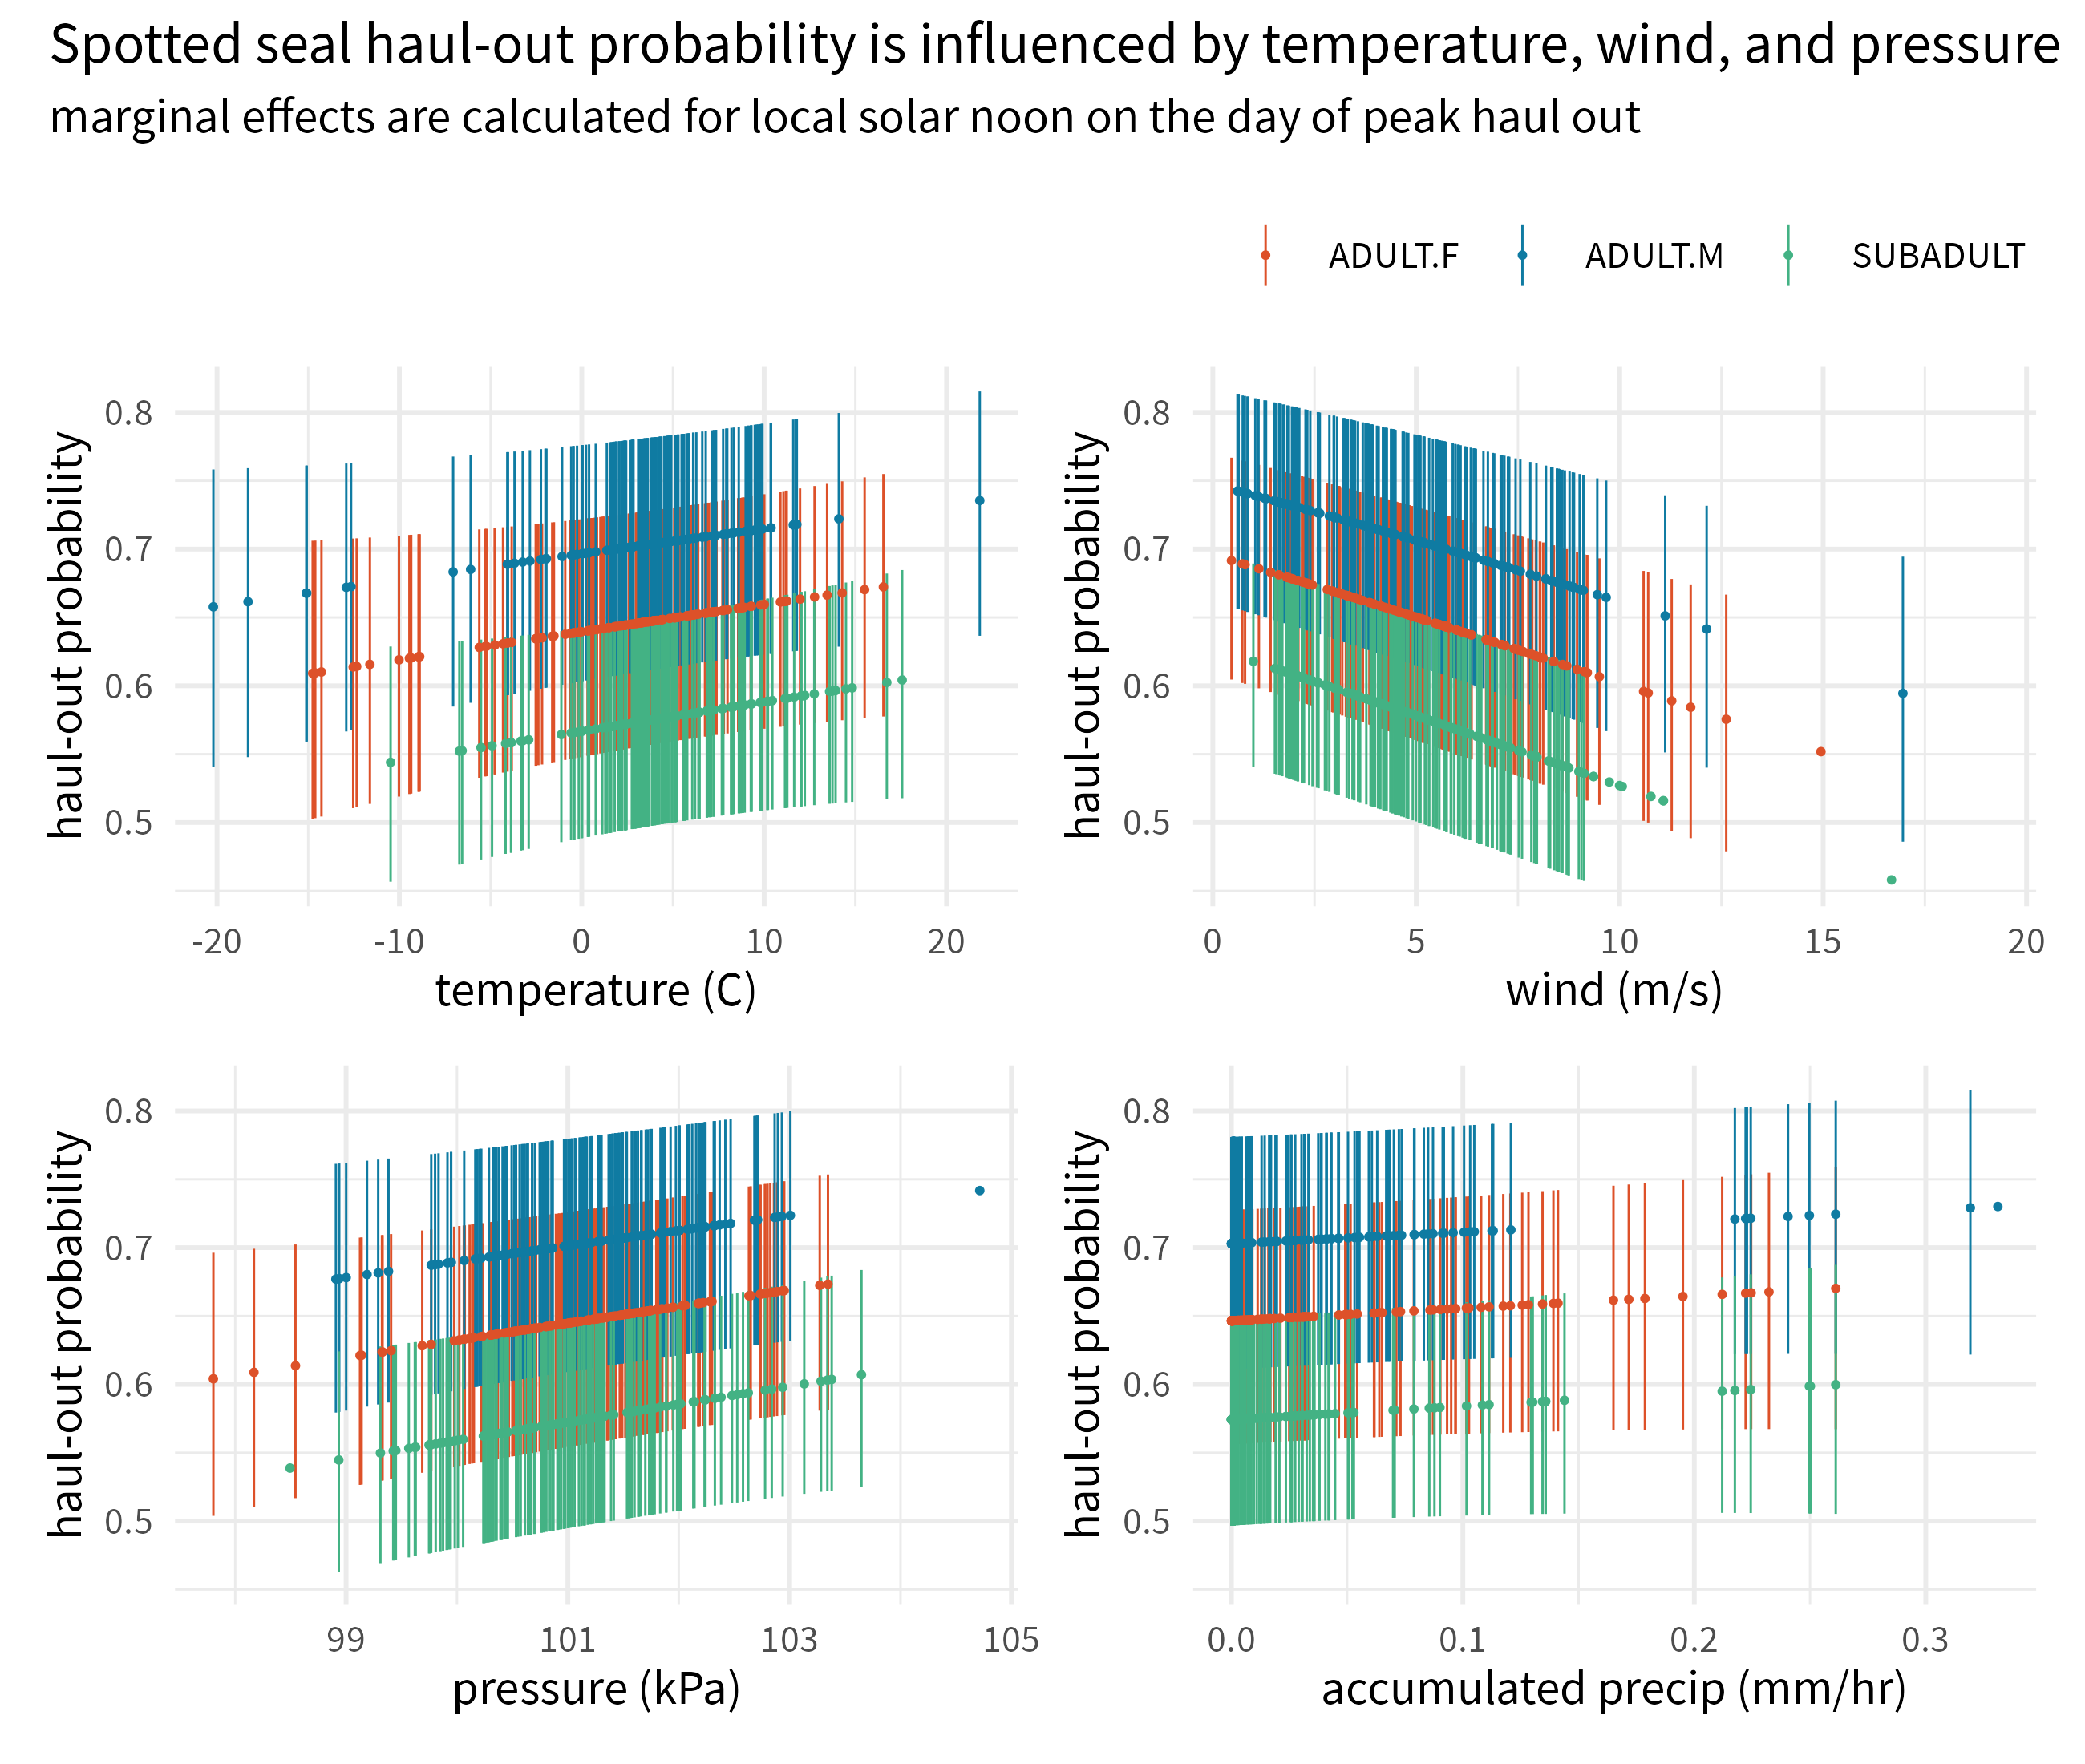 Spotted seal haul-out probability is influenced by temperature, wind, and pressure
marginal effects are calculated for local solar noon on the day of peak haul out
ADULT.F ADULT.M SUBADULT
haul-out probability
0.8
0.7
0.6
0.5
-20 -10 0 10 20
temperature (C)
haul-out probability
0.8
0.7
0.6
0.5
0 5 10 15 20
wind (m/s)
haul-out probability
0.8
0.7
0.6
0.5
99 101 103 105
pressure (kPa)
haul-out probability
0.8
0.7
0.6
0.5
0.0 0.1 0.2 0.3
accumulated precip (mm/hr)